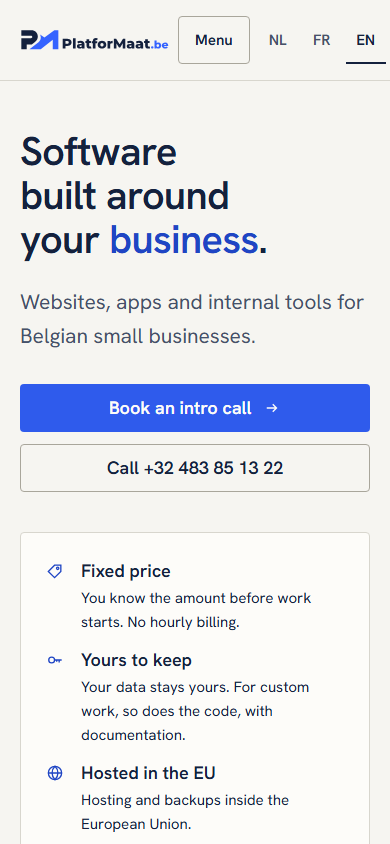 PM PlatforMaat.be Menu NL FR EN
Software
built around
your business.
Websites, apps and internal tools for
Belgian small businesses.
Book an intro call →
Call +32 483 85 13 22
Fixed price
You know the amount before work
starts. No hourly billing.
Yours to keep
Your data stays yours. For custom
work, so does the code, with
documentation.
Hosted in the EU
Hosting and backups inside the
European Union.